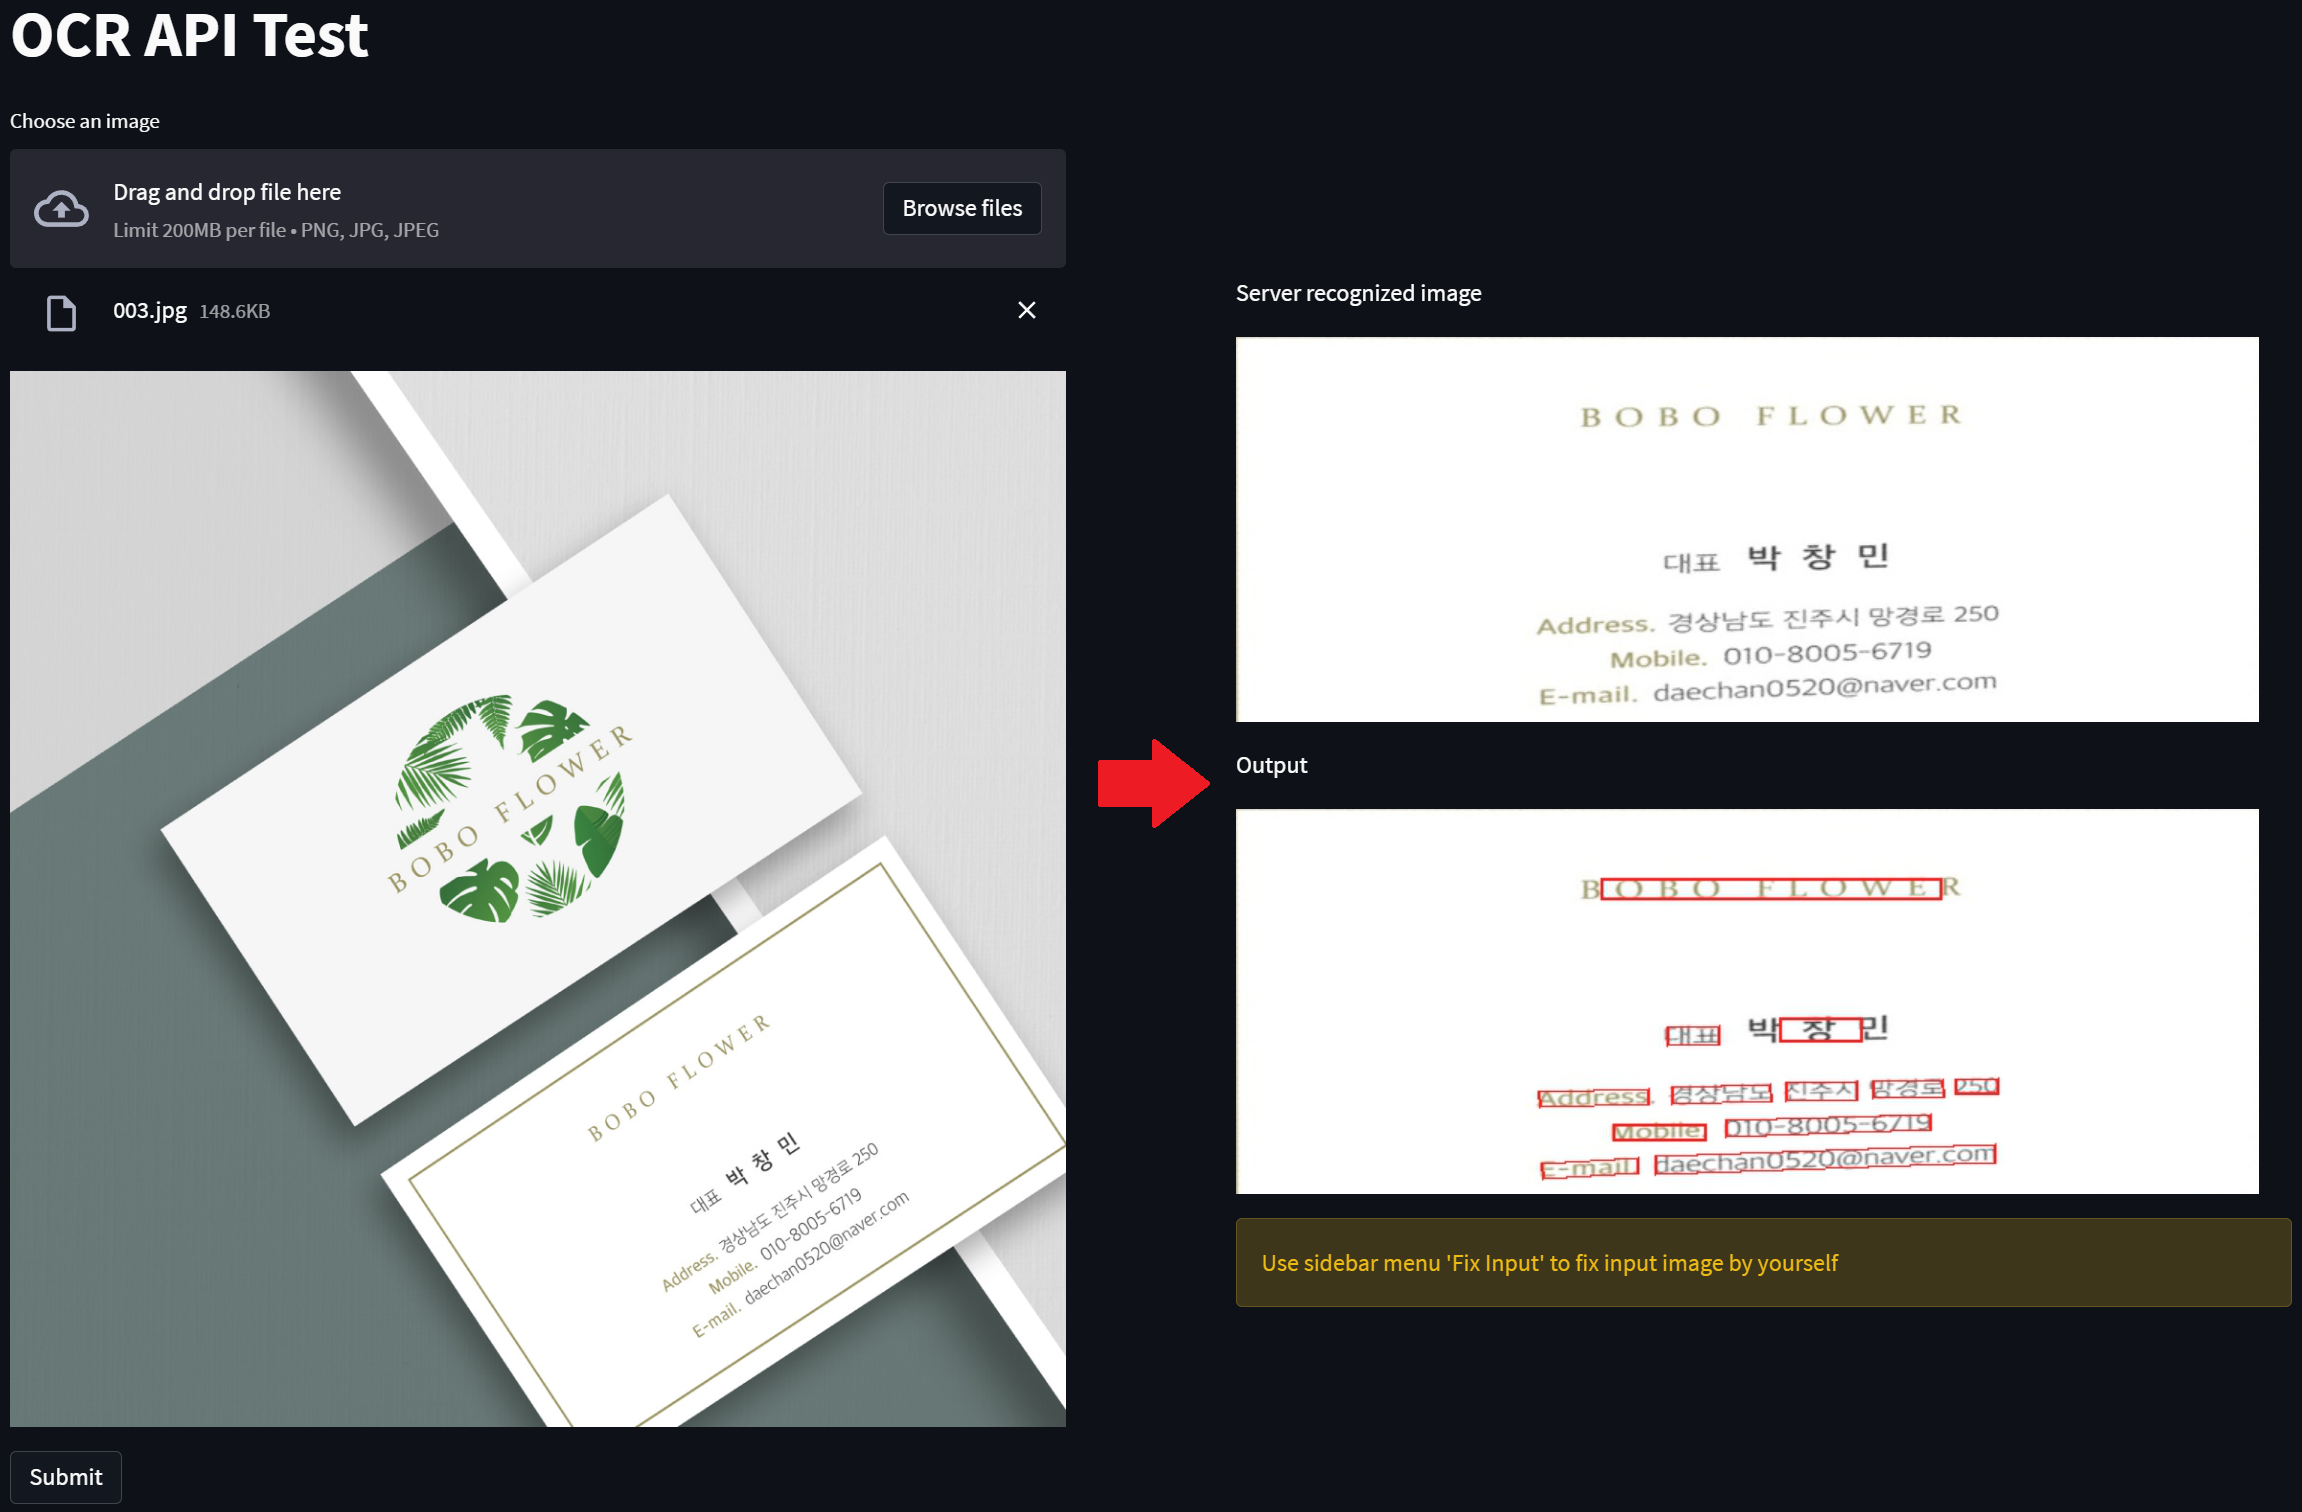 OCR API Test
Choose an image
Drag and drop file here
Limit 200MB per file • PNG, JPG, JPEG
Browse files
003.jpg 148.6KB
BOBO FLOWER
BOBO FLOWER
대표 박 창 민
Address. 경상남도 진주시 망경로 250
Mobile. 010-8005-6719
E-mail. daechan0520@naver.com
Submit
Server recognized image
BOBO FLOWER
대표 박 창 민
Address. 경상남도 진주시 망경로 250
Mobile. 010-8005-6719
E-mail. daechan0520@naver.com
Output
BOBO FLOWER
대표 박 창 민
Address. 경상남도 진주시 망경로 250
Mobile. 010-8005-6719
E-mail. daechan0520@naver.com
Use sidebar menu 'Fix Input' to fix input image by yourself